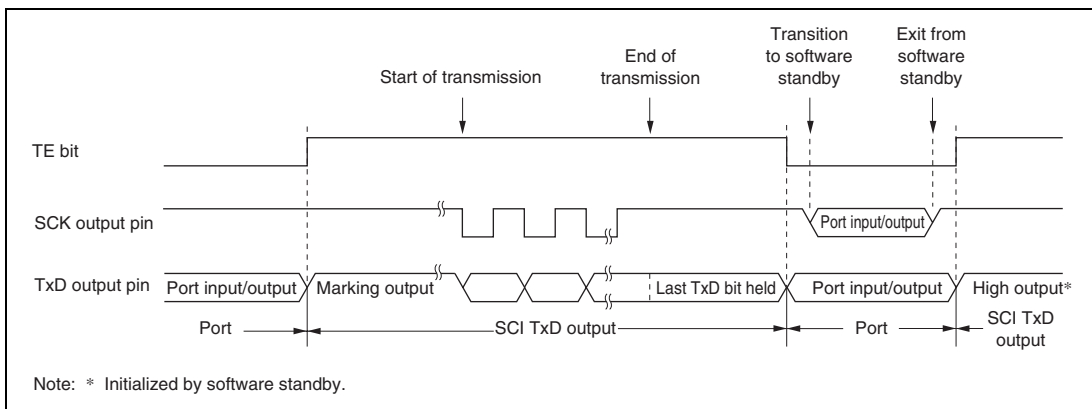 Transition
to software
standby
Exit from
software
standby
End of
transmission
Start of transmission
TE bit
SCK output pin
Port input/output
TxD output pin
Port input/output
Marking output
Last TxD bit held
Port input/output
High output*
Port
SCI TxD output
Port
SCI TxD
output
Note: * Initialized by software standby.